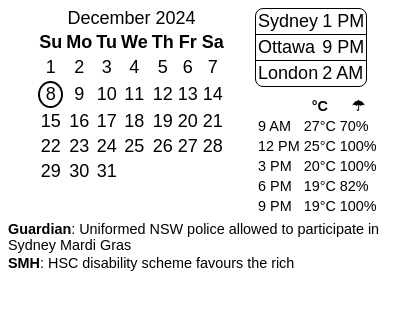 December 2024
Su Mo Tu We Th Fr Sa
1 2 3 4 5 6 7
8 9 10 11 12 13 14
15 16 17 18 19 20 21
22 23 24 25 26 27 28
29 30 31
Sydney 1 PM
Ottawa 9 PM
London 2 AM
°C ☂
9 AM 27°C 70%
12 PM 25°C 100%
3 PM 20°C 100%
6 PM 19°C 82%
9 PM 19°C 100%
Guardian: Uniformed NSW police allowed to participate in
Sydney Mardi Gras
SMH: HSC disability scheme favours the rich